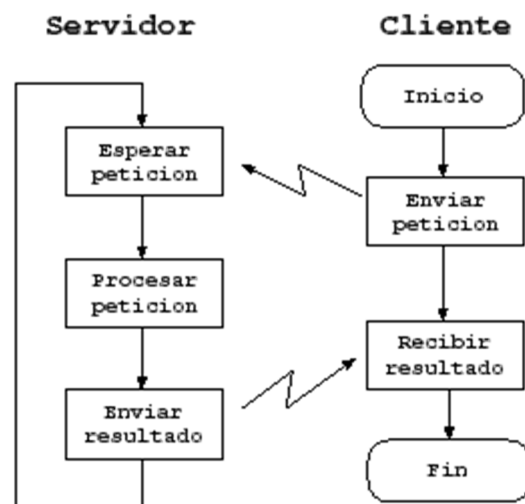 Servidor
Cliente
Inicio
Esperar
peticion
Enviar
peticion
Procesar
peticion
Recibir
resultado
Enviar
resultado
Fin